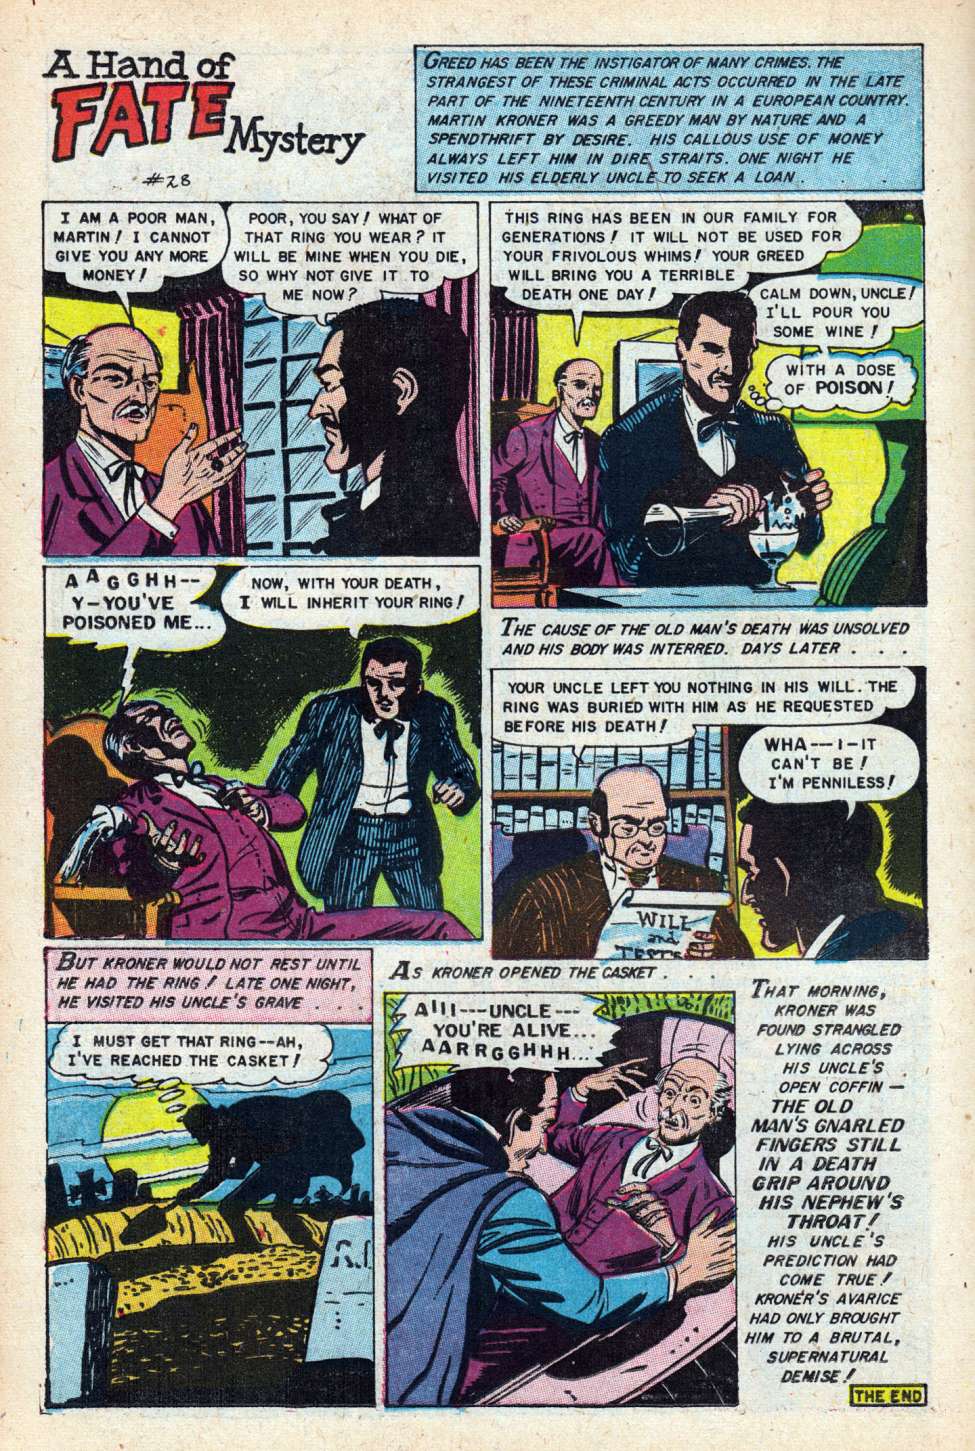 A Hand of
FATE
Mystery
#28
GREED HAS BEEN THE INSTIGATOR OF MANY CRIMES. THE
STRANGEST OF THESE CRIMINAL ACTS OCCURRED IN THE LATE
PART OF THE NINETEENTH CENTURY IN A EUROPEAN COUNTRY.
MARTIN KRONER WAS A GREEDY MAN BY NATURE AND A
SPENDTHRIFT BY DESIRE. HIS CALLOUS USE OF MONEY
ALWAYS LEFT HIM IN DIRE STRAITS. ONE NIGHT HE
VISITED HIS ELDERLY UNCLE TO SEEK A LOAN . . .
I AM A POOR MAN,
MARTIN! I CANNOT
GIVE YOU ANY MORE
MONEY!
POOR, YOU SAY! WHAT OF
THAT RING YOU WEAR? IT
WILL BE MINE WHEN YOU DIE,
SO WHY NOT GIVE IT TO
ME NOW?
THIS RING HAS BEEN IN OUR FAMILY FOR
GENERATIONS! IT WILL NOT BE USED FOR
YOUR FRIVOLOUS WHIMS! YOUR GREED
WILL BRING YOU A TERRIBLE
DEATH ONE DAY!
CALM DOWN, UNCLE!
I'LL POUR YOU
SOME WINE!
WITH A DOSE
OF POISON!
AAGGHH--
Y-YOU'VE
POISONED ME...
NOW, WITH YOUR DEATH,
I WILL INHERIT YOUR RING!
THE CAUSE OF THE OLD MAN'S DEATH WAS UNSOLVED
AND HIS BODY WAS INTERRED. DAYS LATER . . .
YOUR UNCLE LEFT YOU NOTHING IN HIS WILL. THE
RING WAS BURIED WITH HIM AS HE REQUESTED
BEFORE HIS DEATH!
WHA---I-IT
CAN'T BE!
I'M PENNILESS!
WILL
and
TESTS
BUT KRONER WOULD NOT REST UNTIL
HE HAD THE RING! LATE ONE NIGHT,
HE VISITED HIS UNCLE'S GRAVE . . . .
I MUST GET THAT RING--AH,
I'VE REACHED THE CASKET!
R.I.
AS KRONER OPENED THE CASKET . . . .
AIII---UNCLE---
YOU'RE ALIVE...
AARRGGHHH....
THAT MORNING,
KRONER WAS
FOUND STRANGLED
LYING ACROSS
HIS UNCLE'S
OPEN COFFIN —
THE OLD
MAN'S GNARLED
FINGERS STILL
IN A DEATH
GRIP AROUND
HIS NEPHEW'S
THROAT!
HIS UNCLE'S
PREDICTION HAD
COME TRUE!
KRONER'S AVARICE
HAD ONLY BROUGHT
HIM TO A BRUTAL,
SUPERNATURAL
DEMISE!
THE END